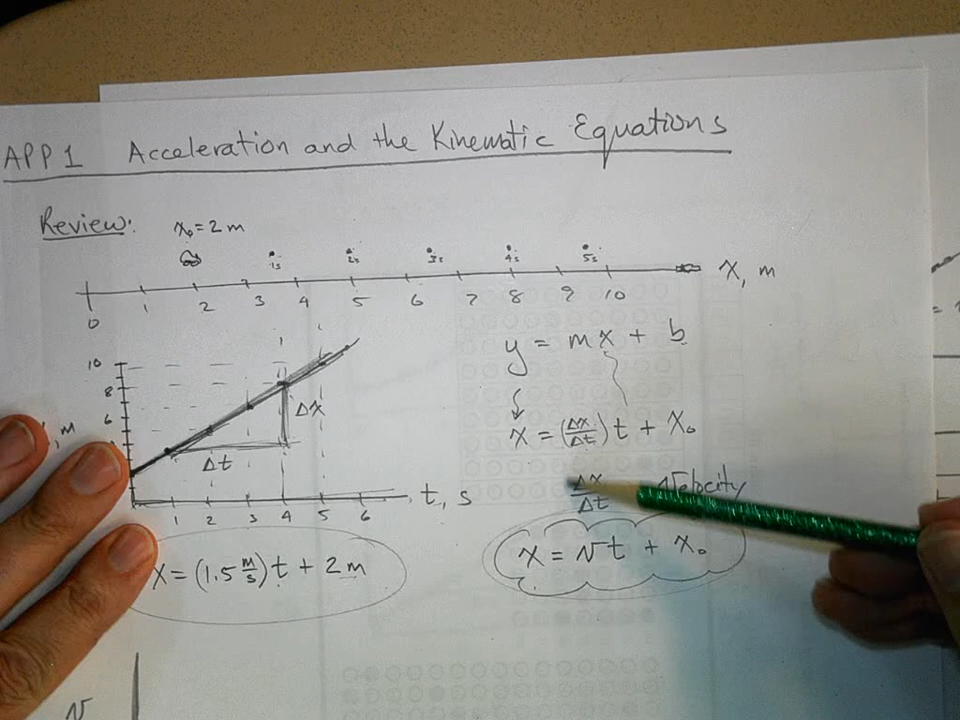 APP 1 Acceleration and the Kinematic Equations
Review:
x₀ = 2 m
1s 2s 3s 4s 5s
0 1 2 3 4 5 6 7 8 9 10 x, m
10
8
6
, m
Δx
Δt
1 2 3 4 5 6 t, s
x = (1.5 m/s) t + 2 m
y = mx + b
x = (Δx/Δt) t + x₀
Δx/Δt velocity
x = vt + x₀
v